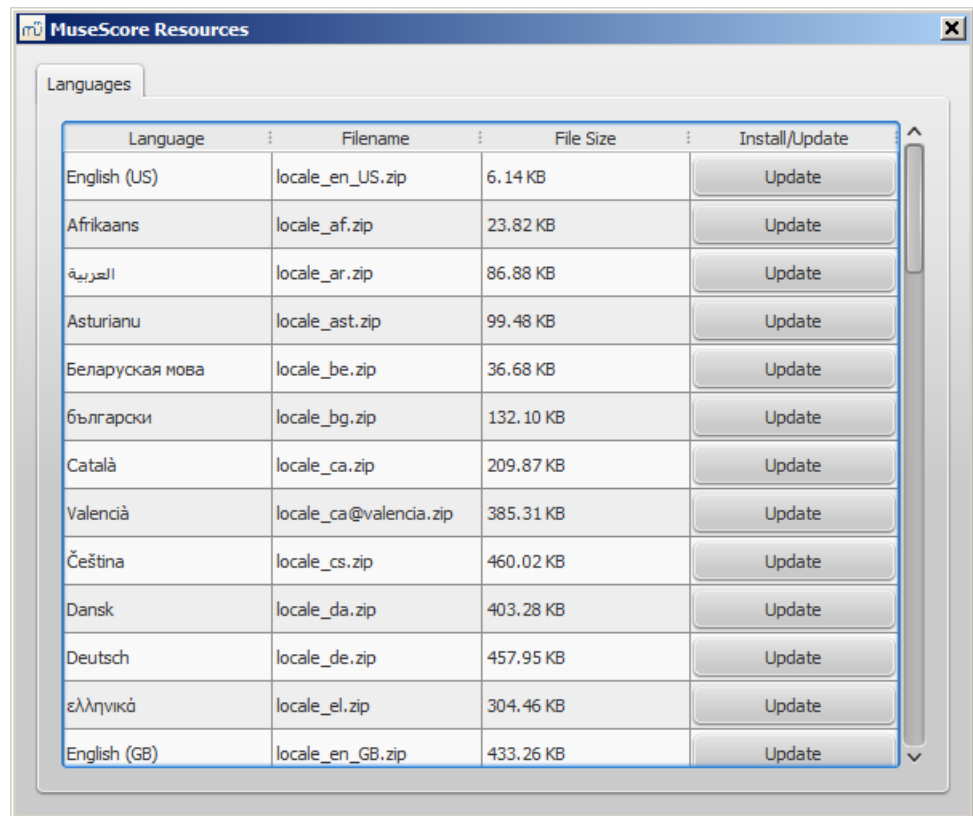 mü MuseScore Resources
Languages
Language Filename File Size Install/Update
English (US) locale_en_US.zip 6.14 KB Update
Afrikaans locale_af.zip 23.82 KB Update
العربية locale_ar.zip 86.88 KB Update
Asturianu locale_ast.zip 99.48 KB Update
Беларуская мова locale_be.zip 36.68 KB Update
български locale_bg.zip 132.10 KB Update
Català locale_ca.zip 209.87 KB Update
Valencià locale_ca@valencia.zip 385.31 KB Update
Čeština locale_cs.zip 460.02 KB Update
Dansk locale_da.zip 403.28 KB Update
Deutsch locale_de.zip 457.95 KB Update
ελληνικά locale_el.zip 304.46 KB Update
English (GB) locale_en_GB.zip 433.26 KB Update